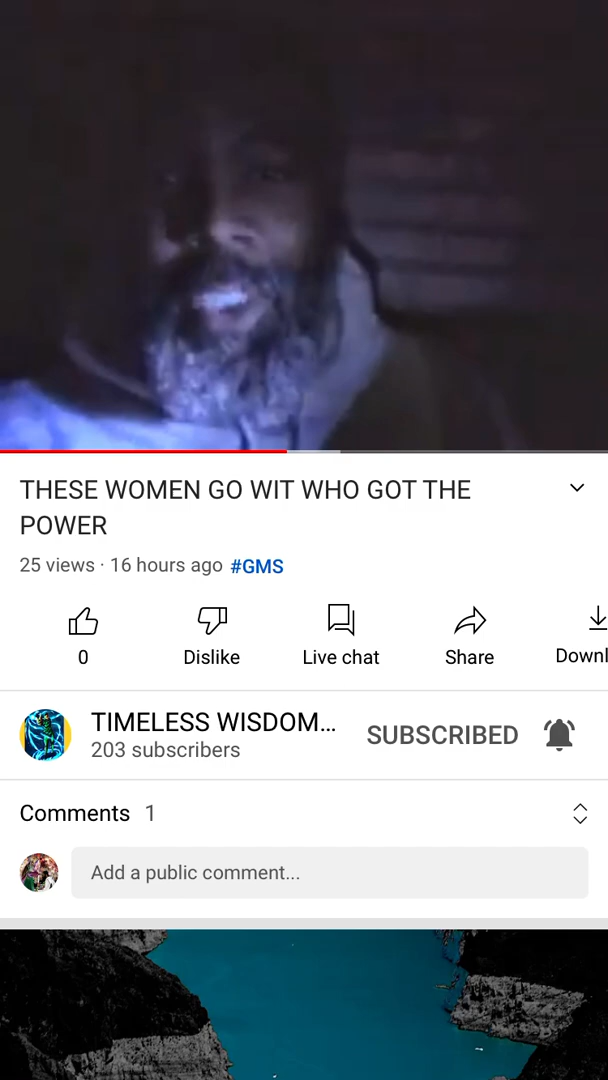 THESE WOMEN GO WIT WHO GOT THE
POWER
25 views · 16 hours ago #GMS
0 Dislike Live chat Share Downl
TIMELESS WISDOM... SUBSCRIBED
203 subscribers
Comments 1
Add a public comment...